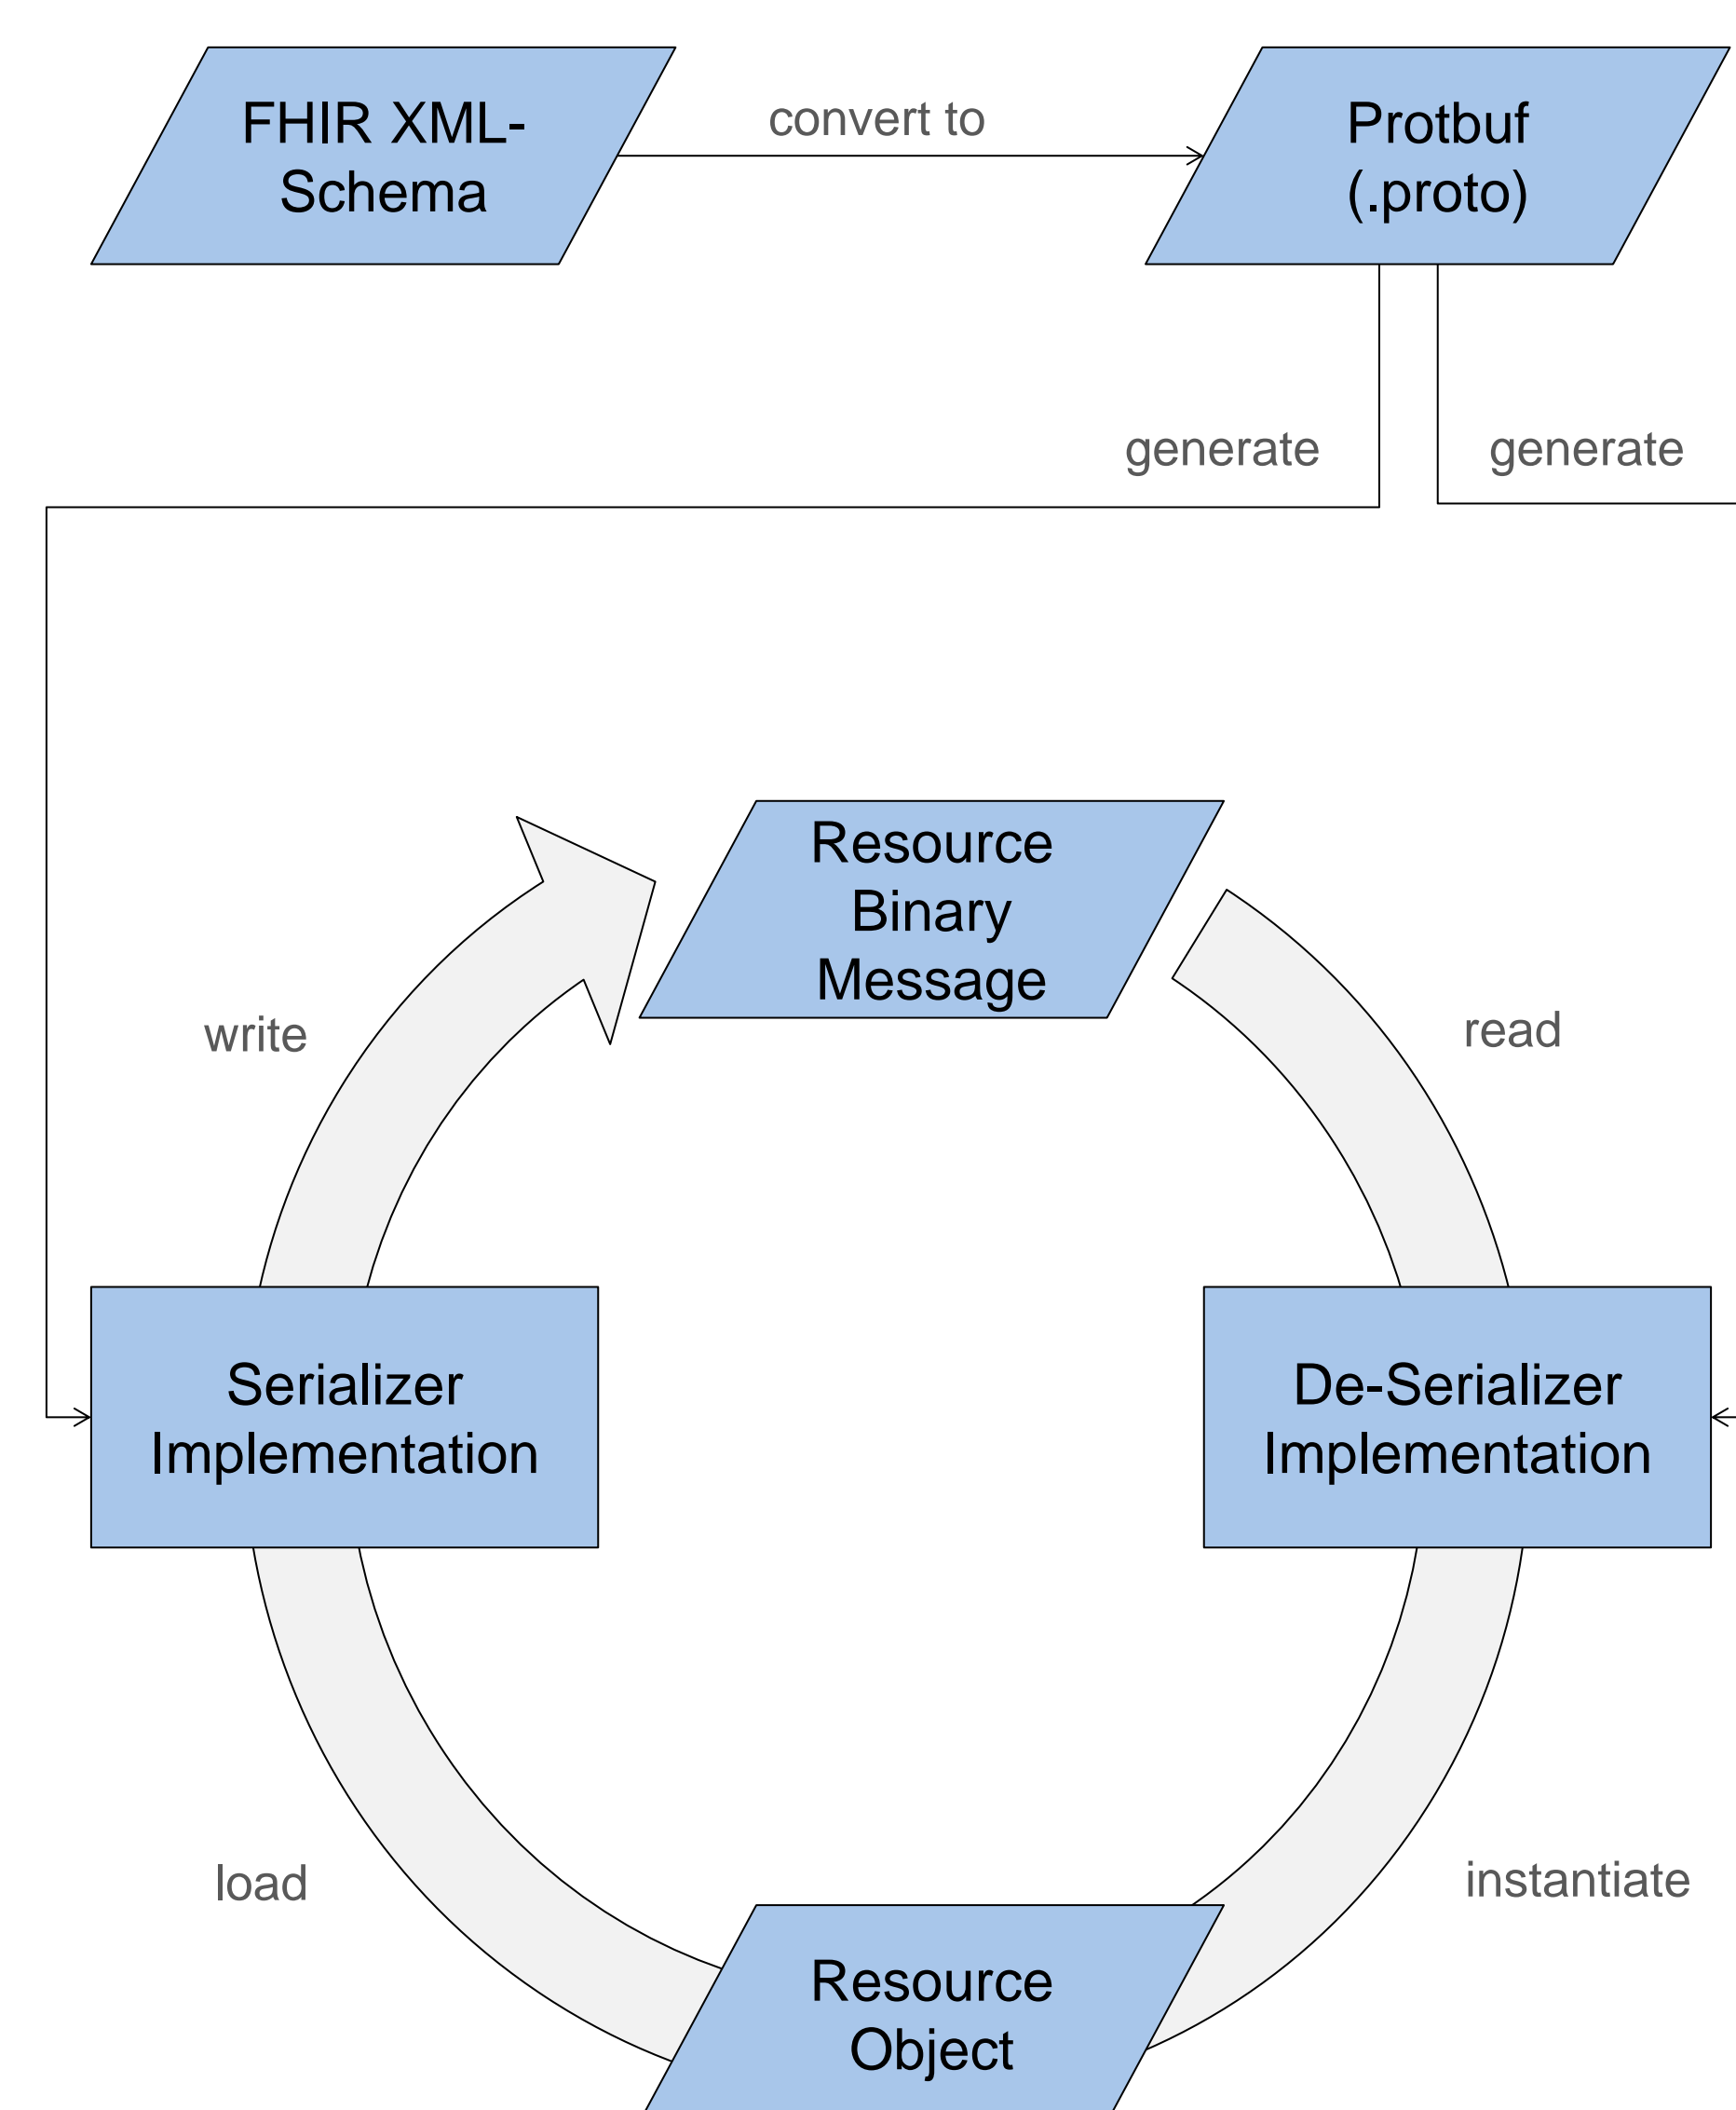 FHIR XML-
Schema
convert to
Protbuf
(.proto)
generate
generate
Resource
Binary
Message
write
read
Serializer
Implementation
De-Serializer
Implementation
load
instantiate
Resource
Object